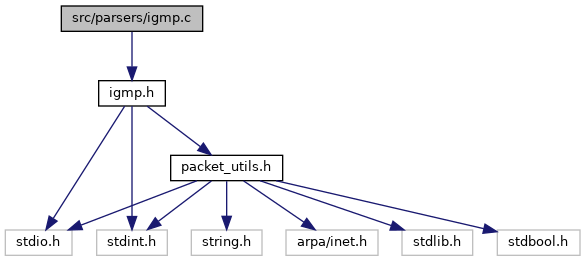 src/parsers/igmp.c
igmp.h
packet_utils.h
stdio.h
stdint.h
string.h
arpa/inet.h
stdlib.h
stdbool.h